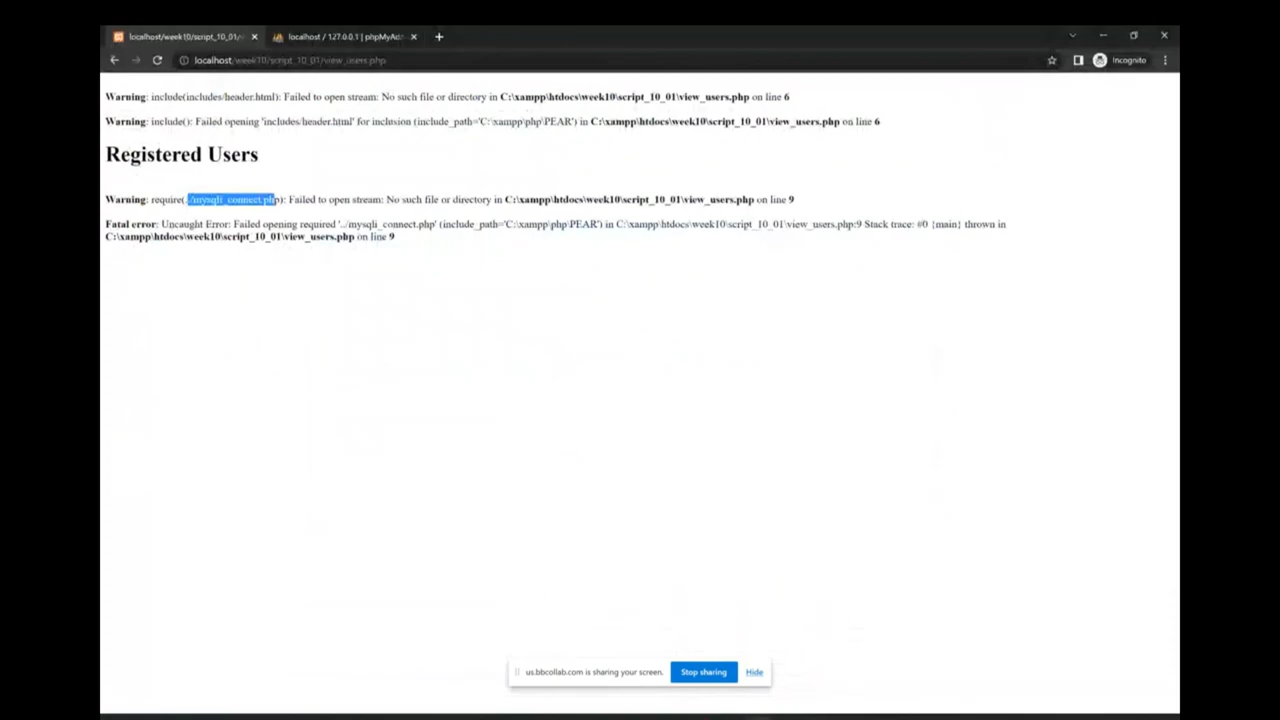 localhost/week10/script_10_01/v
localhost / 127.0.0.1 | phpMyAd
localhost/week10/script_10_01/view_users.php
Incognito
Warning: include(includes/header.html): Failed to open stream: No such file or directory in C:\xampp\htdocs\week10\script_10_01\view_users.php on line 6
Warning: include(): Failed opening 'includes/header.html' for inclusion (include_path='C:\xampp\php\PEAR') in C:\xampp\htdocs\week10\script_10_01\view_users.php on line 6
Registered Users
Warning: require(../mysqli_connect.php): Failed to open stream: No such file or directory in C:\xampp\htdocs\week10\script_10_01\view_users.php on line 9
Fatal error: Uncaught Error: Failed opening required '../mysqli_connect.php' (include_path='C:\xampp\php\PEAR') in C:\xampp\htdocs\week10\script_10_01\view_users.php:9 Stack trace: #0 {main} thrown in
C:\xampp\htdocs\week10\script_10_01\view_users.php on line 9
us.bbcollab.com is sharing your screen.
Stop sharing
Hide